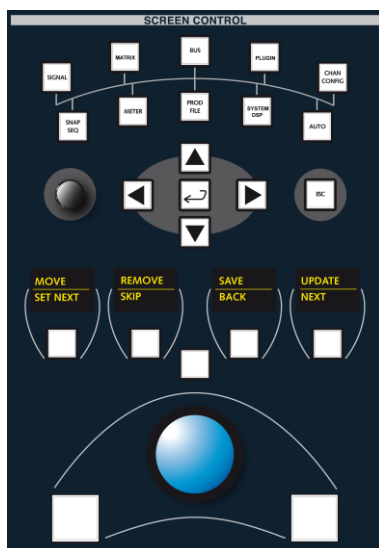 SCREEN CONTROL
BUS
MATRIX
PLUGIN
SIGNAL
CHAN
CONFIG
SNAP
SEQ
METER
PROD
FILE
SYSTEM
DSP
AUTO
ESC
MOVE
SET NEXT
REMOVE
SKIP
SAVE
BACK
UPDATE
NEXT